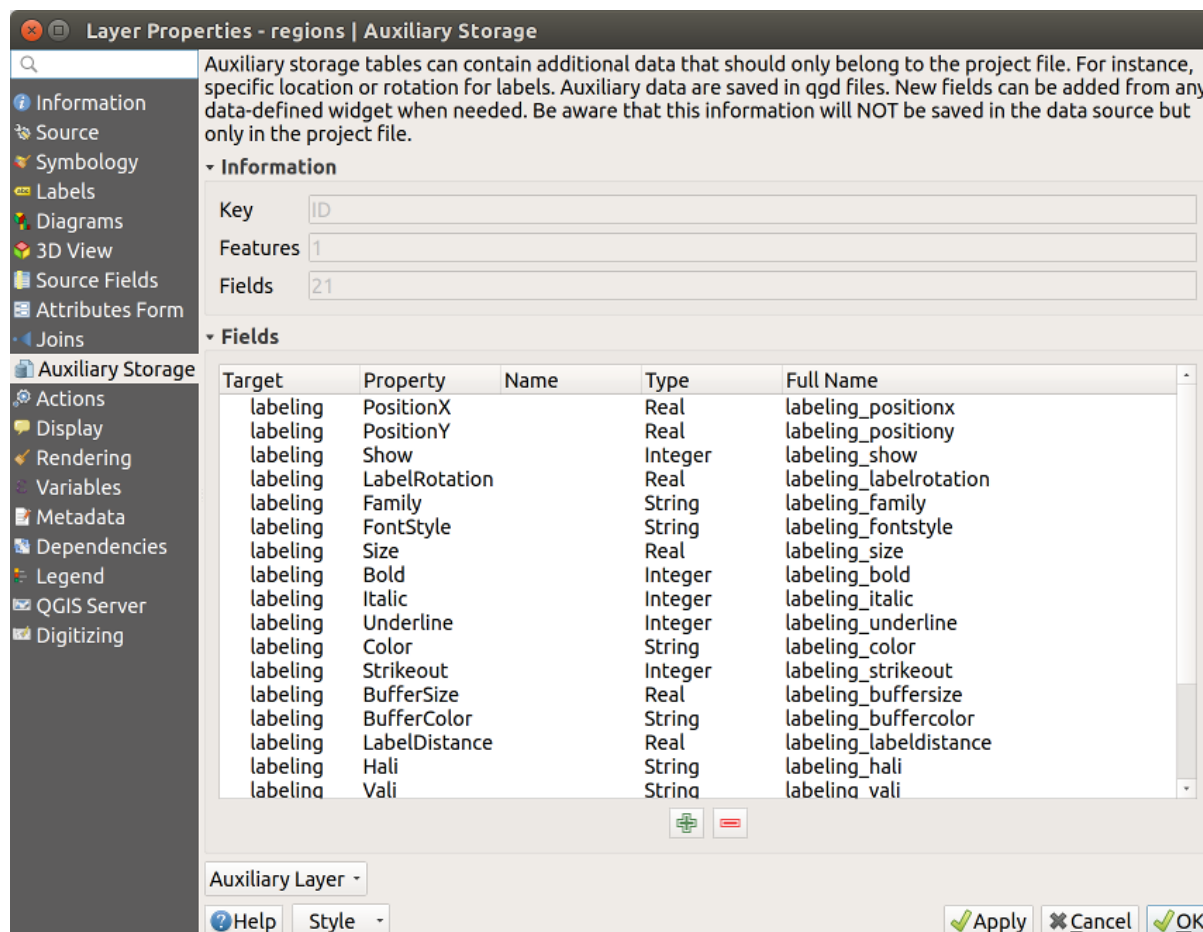 Layer Properties - regions | Auxiliary Storage
Information
Source
Symbology
Labels
Diagrams
3D View
Source Fields
Attributes Form
Joins
Auxiliary Storage
Actions
Display
Rendering
Variables
Metadata
Dependencies
Legend
QGIS Server
Digitizing
Auxiliary storage tables can contain additional data that should only belong to the project file. For instance,
specific location or rotation for labels. Auxiliary data are saved in qgd files. New fields can be added from any
data-defined widget when needed. Be aware that this information will NOT be saved in the data source but
only in the project file.
Information
Key ID
Features 1
Fields 21
Fields
Target Property Name Type Full Name
labeling PositionX Real labeling_positionx
labeling PositionY Real labeling_positiony
labeling Show Integer labeling_show
labeling LabelRotation Real labeling_labelrotation
labeling Family String labeling_family
labeling FontStyle String labeling_fontstyle
labeling Size Real labeling_size
labeling Bold Integer labeling_bold
labeling Italic Integer labeling_italic
labeling Underline Integer labeling_underline
labeling Color String labeling_color
labeling Strikeout Integer labeling_strikeout
labeling BufferSize Real labeling_buffersize
labeling BufferColor String labeling_buffercolor
labeling LabelDistance Real labeling_labeldistance
labeling Hali String labeling_hali
labeling Vali String labeling_vali
Auxiliary Layer
Help Style Apply Cancel OK